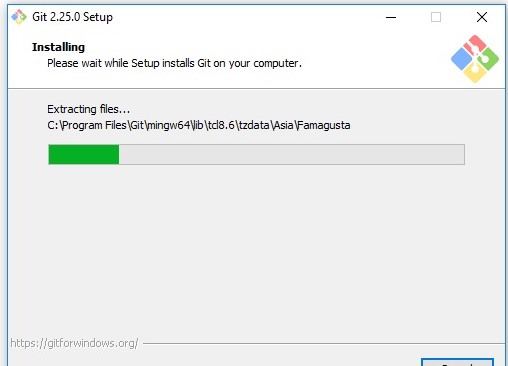 Git 2.25.0 Setup
Installing
Please wait while Setup installs Git on your computer.
Extracting files...
C:\Program Files\Git\mingw64\lib\tcl8.6\tzdata\Asia\Famagusta
https://gitforwindows.org/